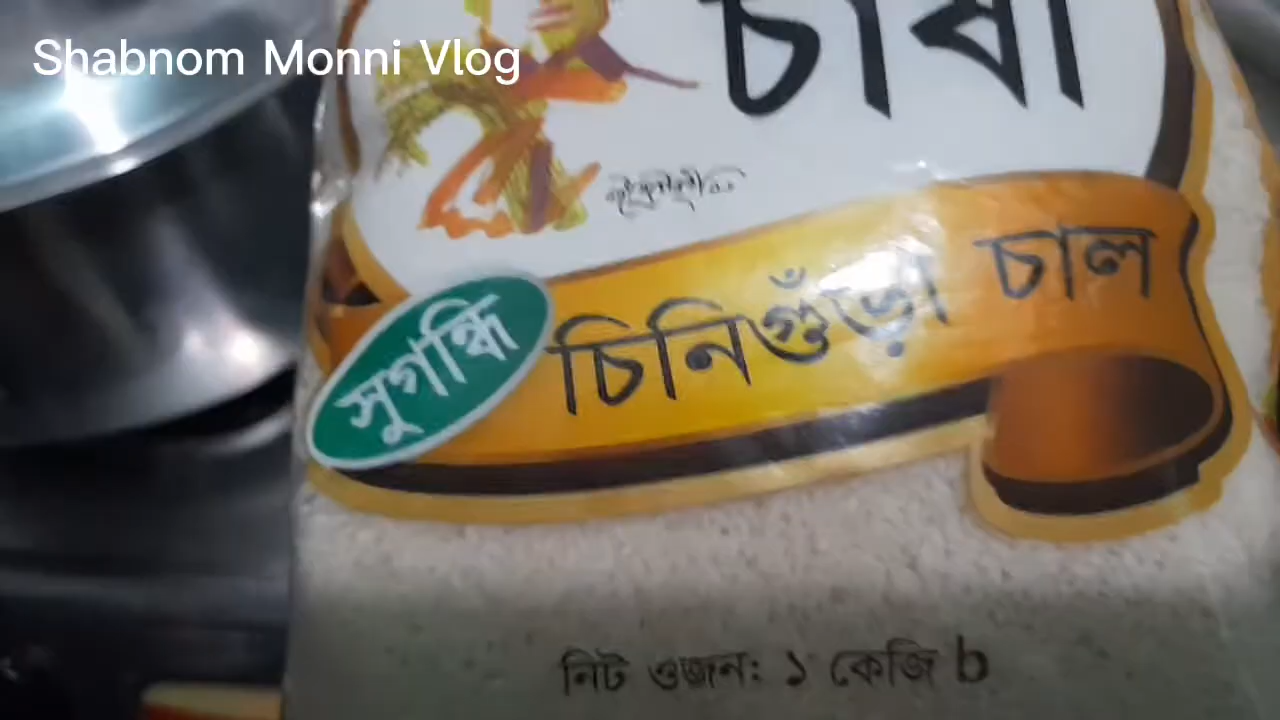 Shabnom Monni Vlog
চাষী
সুগন্ধি
চিনিগুঁড়া চাল
নিট ওজন: ১ কেজি b